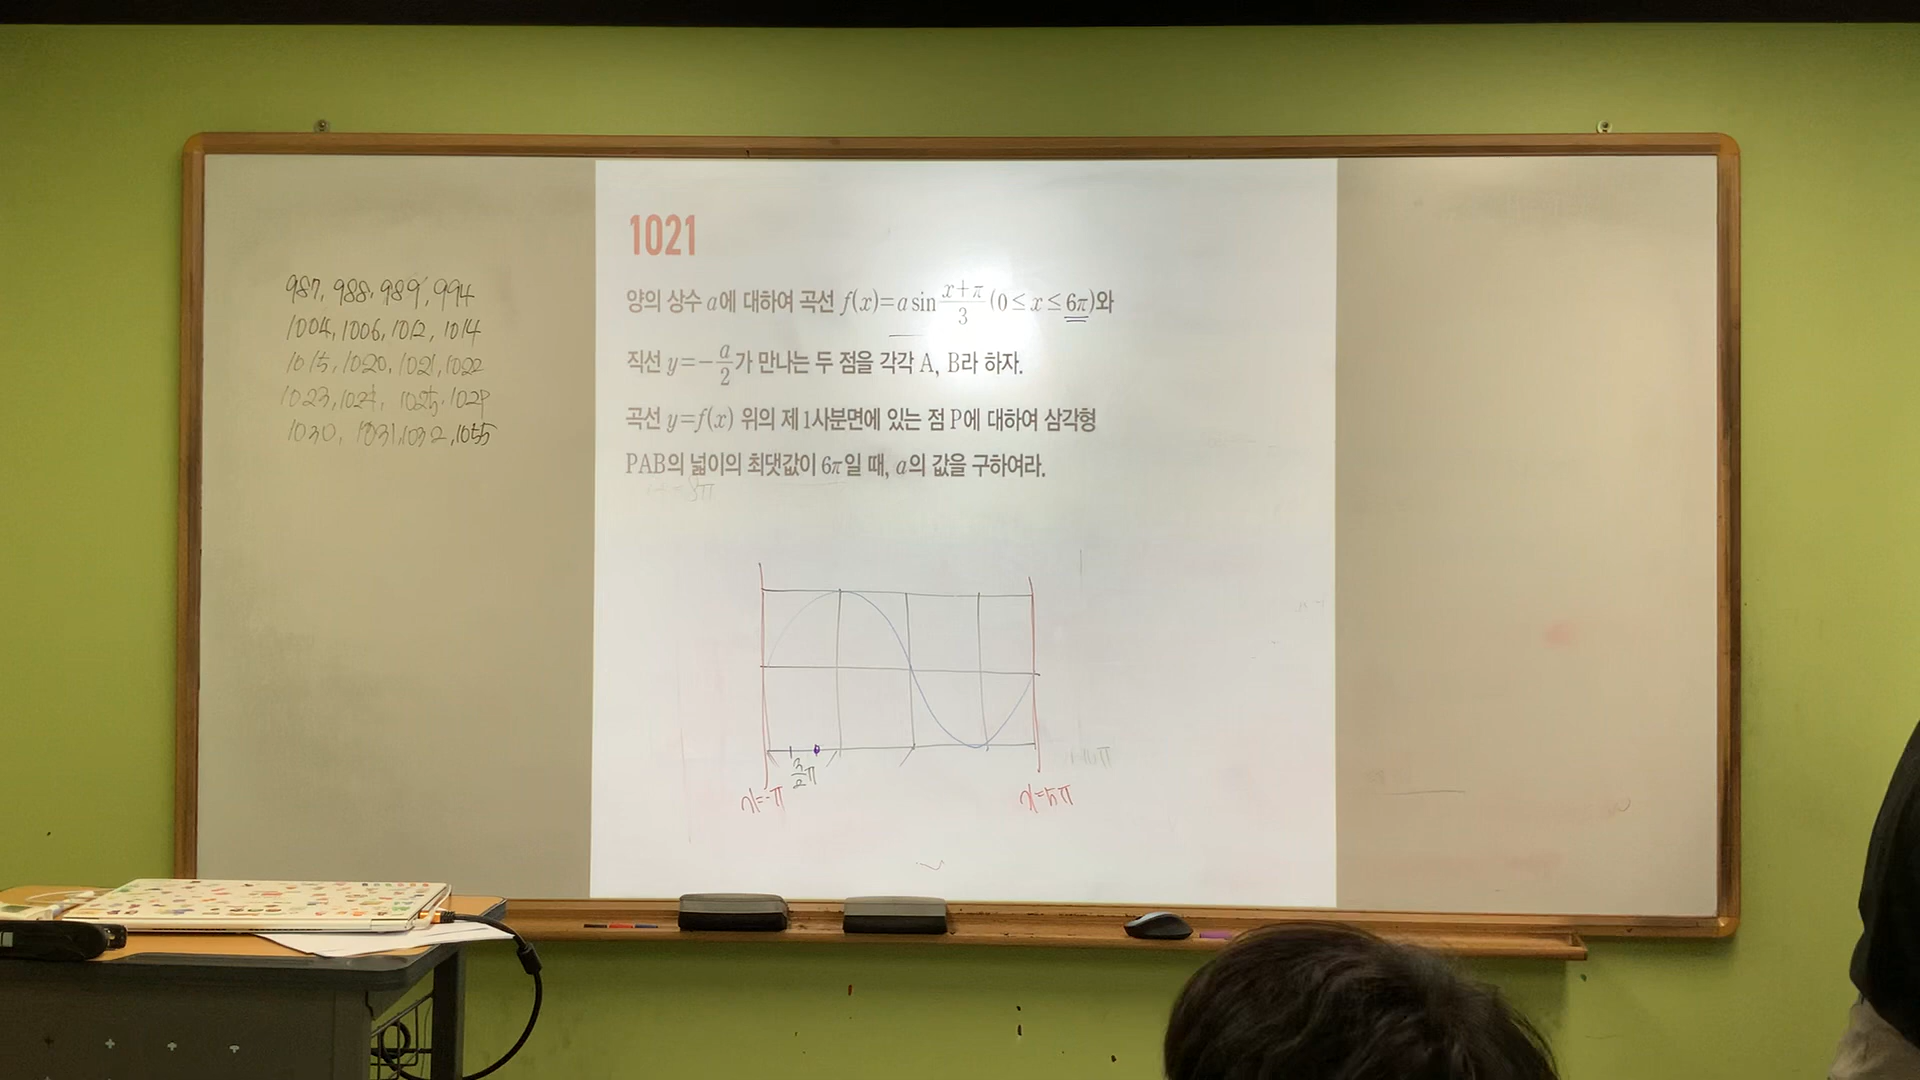 987, 988, 989, 994
1004, 1006, 1012, 1014
1015, 1020, 1021, 1022
1023, 1024, 1025, 1029
1030, 1031, 1032, 1055
1021
양의 상수 a에 대하여 곡선 f(x)=a sin (x+π)/3 (0≤x≤6π)와
직선 y=-a/2가 만나는 두 점을 각각 A, B라 하자.
곡선 y=f(x) 위의 제1사분면에 있는 점 P에 대하여 삼각형
PAB의 넓이의 최댓값이 6π일 때, a의 값을 구하여라.
3/2 π
x=-π
x=5π